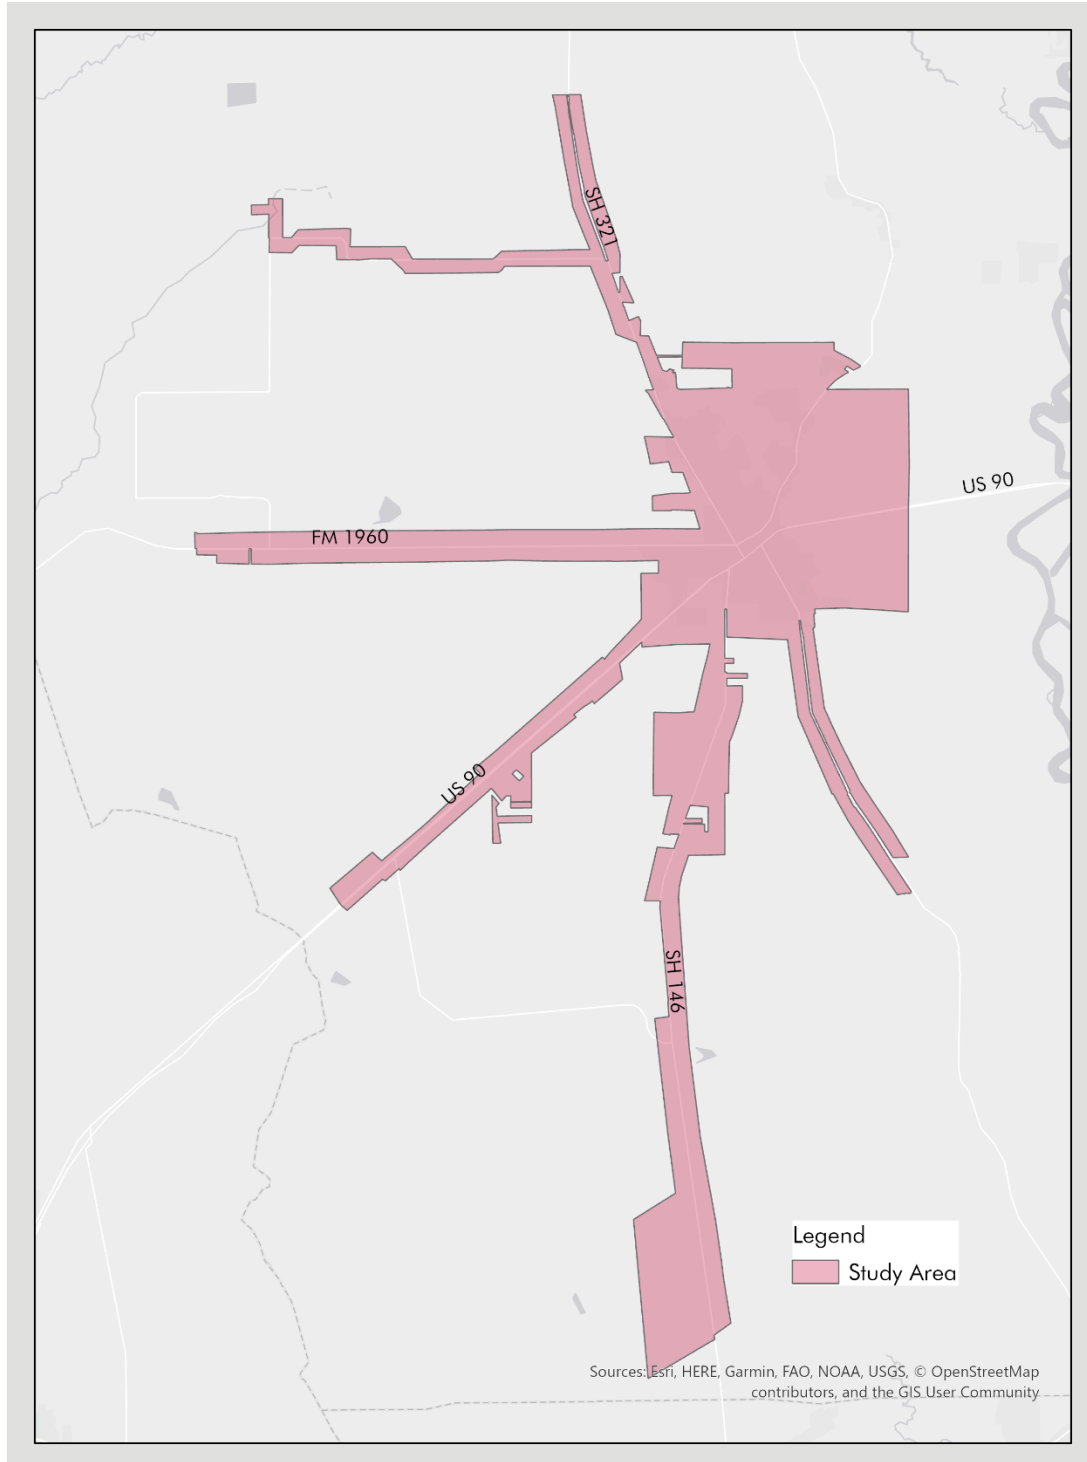 SH 321
US 90
FM 1960
US 90
SH 146
Legend
Study Area
Sources: Esri, HERE, Garmin, FAO, NOAA, USGS, © OpenStreetMap
contributors, and the GIS User Community